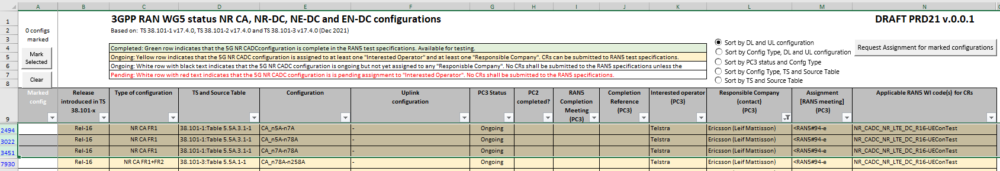 A B C D E F G H I J K L M N
1 3GPP RAN WG5 status NR CA, NR-DC, NE-DC and EN-DC configurations DRAFT PRD21 v.0.0.1
2 0 configs Based on: TS 38.101-1 v17.4.0, TS 38.101-2 v17.4.0 and TS 38.101-3 v17.4.0 (Dec 2021)
3 marked
4 Completed: Green row indicates that the 5G NR CADCconfiguration is complete in the RAN5 test specifications. Available for testing.
5 Ongoing: Yellow row indicates that the 5G NR CADC configuration is assigned to at least one "Interested Operator" and at least one "Responsible Company". CRs can be submitted to RAN5 test specifications.
6 Ongoing: White row with black text indicates that the 5G NR CADC configuration is ongoing but not yet assigned to any "Responisble Company". No CRs shall be submitted to the RAN5 specifications unless the
7 Pending: White row with red text indicates that the 5G NR CADC configuration is is pending assignment to "Interested Operator". No CRs shall be submitted to the RAN5 specifications.
8
Mark
Selected
Clear
Sort by DL and UL configuration
Sort by Config Type, DL and UL configuration
Sort by PC3 status and Confg Type
Sort by Config Type, TS and Source Table
Sort by TS and Source Table
Request Assignment for marked configurations
9
Marked
config
Release
introduced in TS
38.101-x
Type of configuration
TS and Source Table
Configuration
Uplink
configuration
PC3 Status
PC2
completed?
RAN5
Completion
Meeting
(PC3)
Completion
Reference
(PC3)
Interested operator
(PC3)
Responsible Company
(contact)
(PC3)
Assignment
[RAN5 meeting]
(PC3)
Applicable RAN5 WI code(s) for CRs
2494 Rel-16 NR CA FR1 38.101-1:Table 5.5A.3.1-1 CA_n5A-n7A - Ongoing Telstra Ericsson (Leif Mattisson) <RAN5#94-e NR_CADC_NR_LTE_DC_R16-UEConTest
3022 Rel-16 NR CA FR1 38.101-1:Table 5.5A.3.1-1 CA_n5A-n78A - Ongoing Telstra Ericsson (Leif Mattisson) <RAN5#94-e NR_CADC_NR_LTE_DC_R16-UEConTest
3451 Rel-16 NR CA FR1 38.101-1:Table 5.5A.3.1-1 CA_n7A-n78A - Ongoing Telstra Ericsson (Leif Mattisson) <RAN5#94-e NR_CADC_NR_LTE_DC_R16-UEConTest
7930 Rel-16 NR CA FR1+FR2 38.101-3:Table 5.5A.1-1 CA_n78A-n258A - Ongoing Telstra Ericsson (Leif Mattisson) <RAN5#94-e NR_CADC_NR_LTE_DC_R16-UEConTest